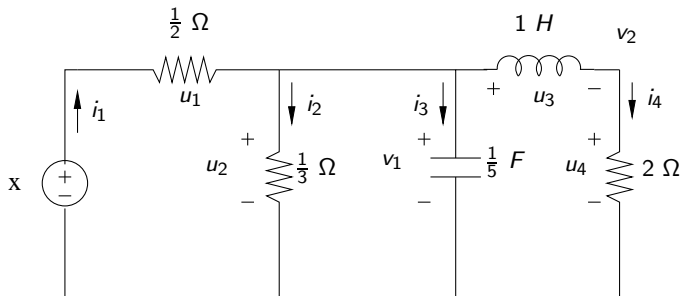 1/2 Ω
1 H
v2
i1
u1
i2
i3
+ u3 −
i4
x
+
−
+
u2
1/3 Ω
−
+
v1
1/5 F
−
+
u4
2 Ω
−